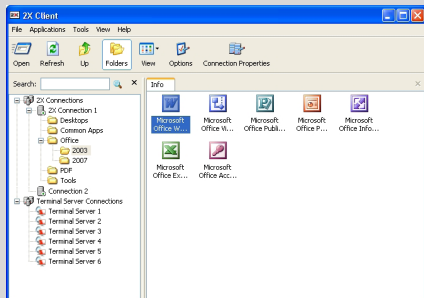 2X Client
File Applications Tools View Help
Open Refresh Up Folders View Options Connection Properties
Search:
Info
2X Connections
2X Connection 1
Desktops
Common Apps
Office
2003
2007
PDF
Tools
Connection 2
Terminal Server Connections
Terminal Server 1
Terminal Server 2
Terminal Server 3
Terminal Server 4
Terminal Server 5
Terminal Server 6
Microsoft Office W...
Microsoft Office Vi...
Microsoft Office Publi...
Microsoft Office P...
Microsoft Office Info...
Microsoft Office Ex...
Microsoft Office Acc...